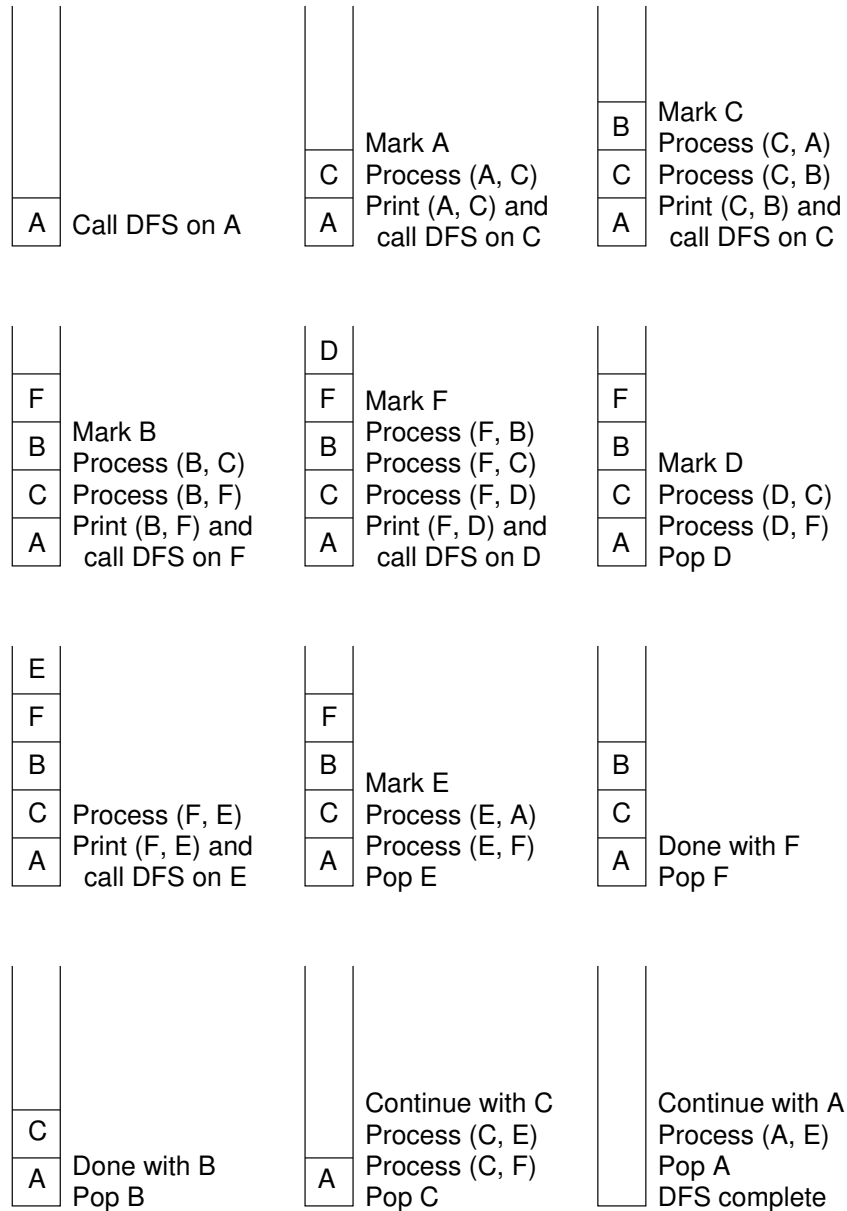 A
Call DFS on A
C
A
Mark A
Process (A, C)
Print (A, C) and
call DFS on C
B
C
A
Mark C
Process (C, A)
Process (C, B)
Print (C, B) and
call DFS on C
F
B
C
A
Mark B
Process (B, C)
Process (B, F)
Print (B, F) and
call DFS on F
D
F
B
C
A
Mark F
Process (F, B)
Process (F, C)
Process (F, D)
Print (F, D) and
call DFS on D
F
B
C
A
Mark D
Process (D, C)
Process (D, F)
Pop D
E
F
B
C
A
Process (F, E)
Print (F, E) and
call DFS on E
F
B
C
A
Mark E
Process (E, A)
Process (E, F)
Pop E
B
C
A
Done with F
Pop F
C
A
Done with B
Pop B
A
Continue with C
Process (C, E)
Process (C, F)
Pop C
Continue with A
Process (A, E)
Pop A
DFS complete